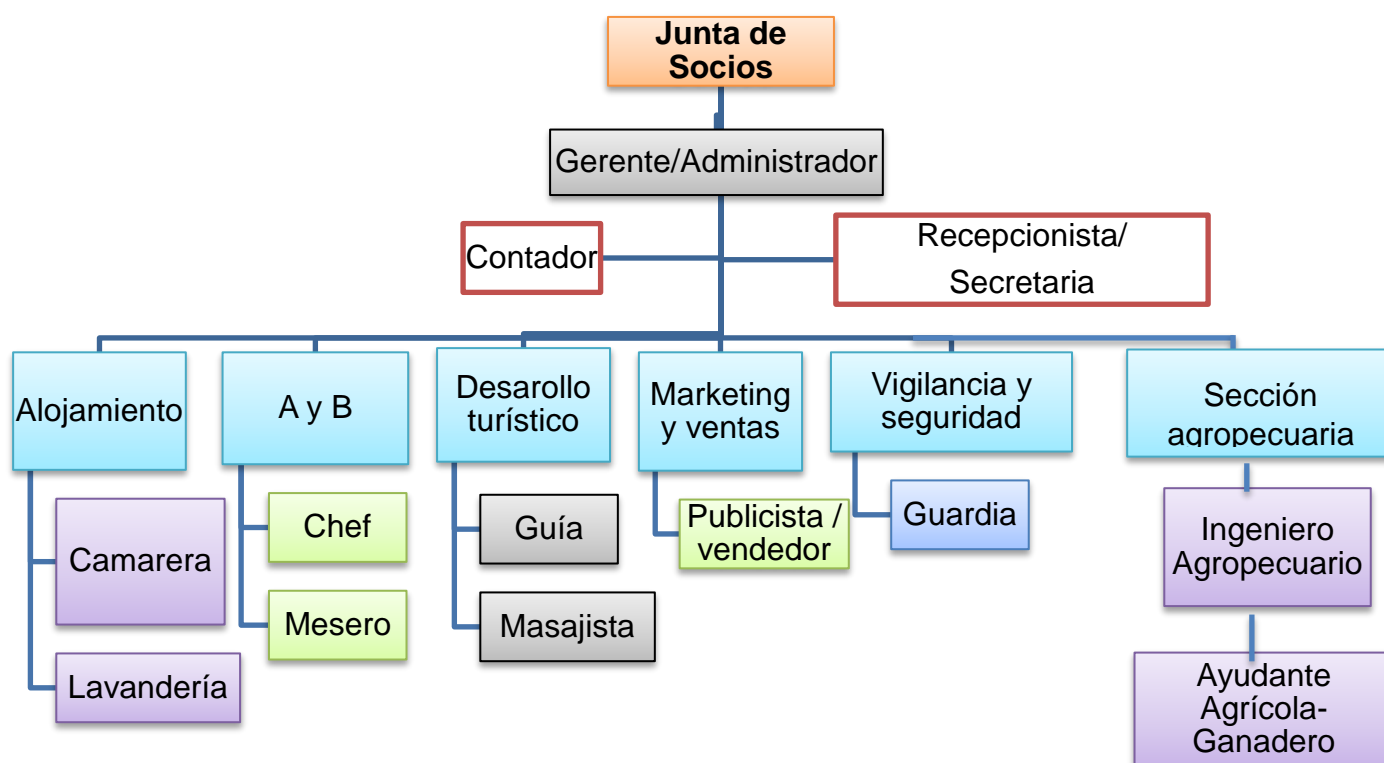 Junta de
Socios
Gerente/Administrador
Contador
Recepcionista/
Secretaria
Alojamiento
A y B
Desarollo
turístico
Marketing
y ventas
Vigilancia y
seguridad
Sección
agropecuaria
Camarera
Lavandería
Chef
Mesero
Guía
Masajista
Publicista /
vendedor
Guardia
Ingeniero
Agropecuario
Ayudante
Agrícola-
Ganadero